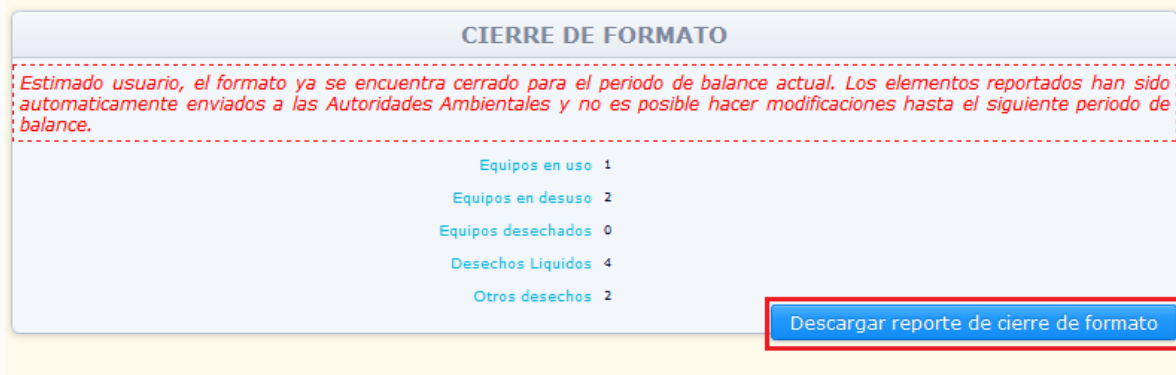 CIERRE DE FORMATO
Estimado usuario, el formato ya se encuentra cerrado para el periodo de balance actual. Los elementos reportados han sido
automaticamente enviados a las Autoridades Ambientales y no es posible hacer modificaciones hasta el siguiente periodo de
balance.
Equipos en uso 1
Equipos en desuso 2
Equipos desechados 0
Desechos Liquidos 4
Otros desechos 2
Descargar reporte de cierre de formato